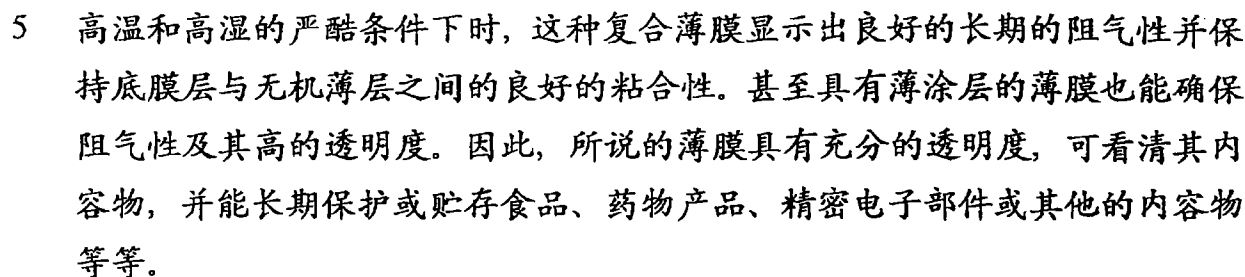 5 高温和高湿的严酷条件下时，这种复合薄膜显示出良好的长期的阻气性并保
持底膜层与无机薄层之间的良好的粘合性。甚至具有薄涂层的薄膜也能确保
阻气性及其高的透明度。因此，所说的薄膜具有充分的透明度，可看清其内
容物，并能长期保护或贮存食品、药物产品、精密电子部件或其他的内容物
等等。